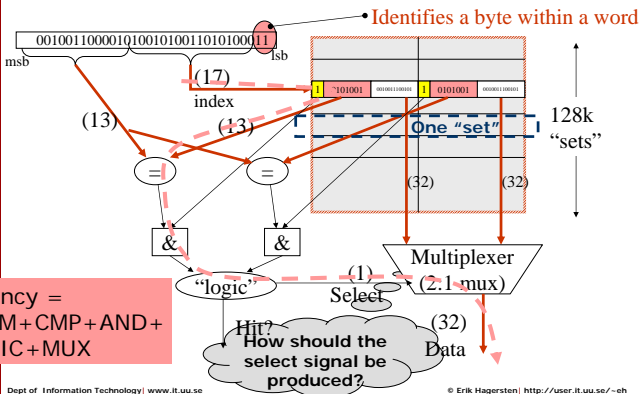 Identifies a byte within a word
00100110000101001010011010100011
msb
lsb
(17)
index
1 101001 0010011100101 1 0101001 0010011100101
(13)
(13)
One "set"
128k
"sets"
=
=
(32)
(32)
&
&
Multiplexer
(2:1 mux)
"logic"
(1)
Select
ncy =
M+CMP+AND+
IC+MUX
Hit?
(32)
Data
How should the
select signal be
produced?
Dept of Information Technology| www.it.uu.se
© Erik Hagersten| http://user.it.uu.se/~eh